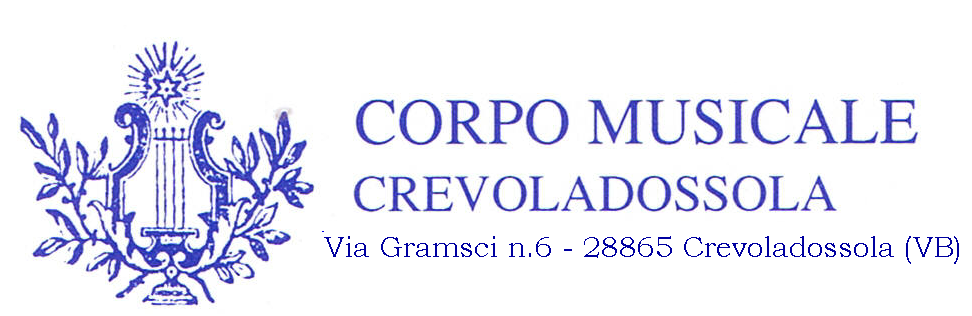 CORPO MUSICALE
CREVOLADOSSOLA
Via Gramsci n.6 - 28865 Crevoladossola (VB)